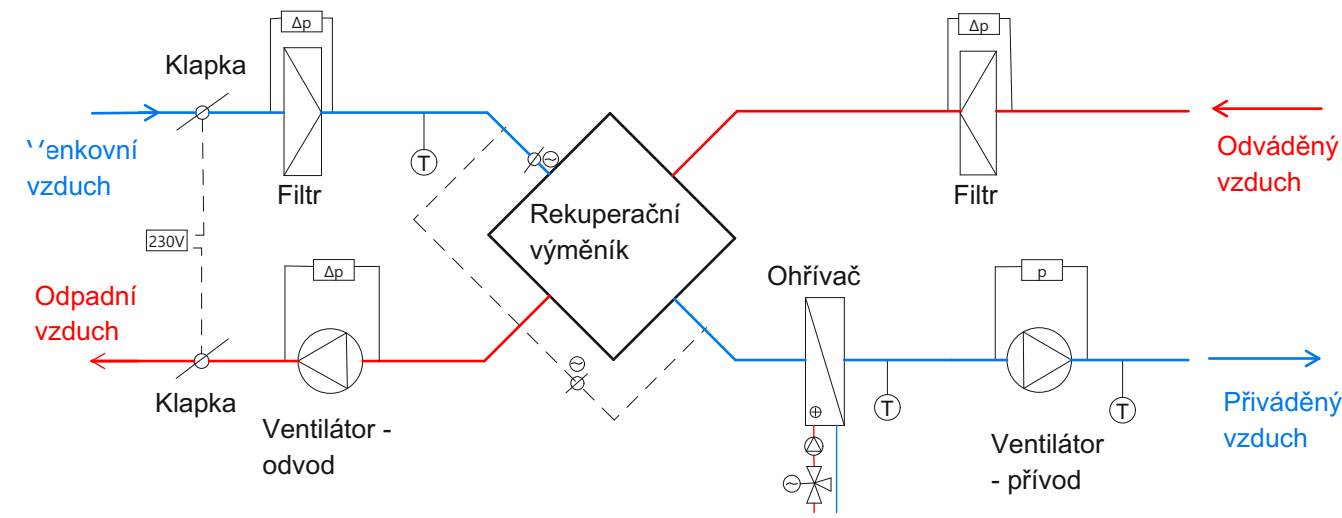 Δp
Δp
Klapka
Venkovní
vzduch
T
Filtr
Odváděný
vzduch
Filtr
Rekuperační
výměník
230V
Δp
Ohřívač
p
Odpadní
vzduch
Klapka
T
T
Přiváděný
vzduch
Ventilátor -
odvod
Ventilátor
- přívod